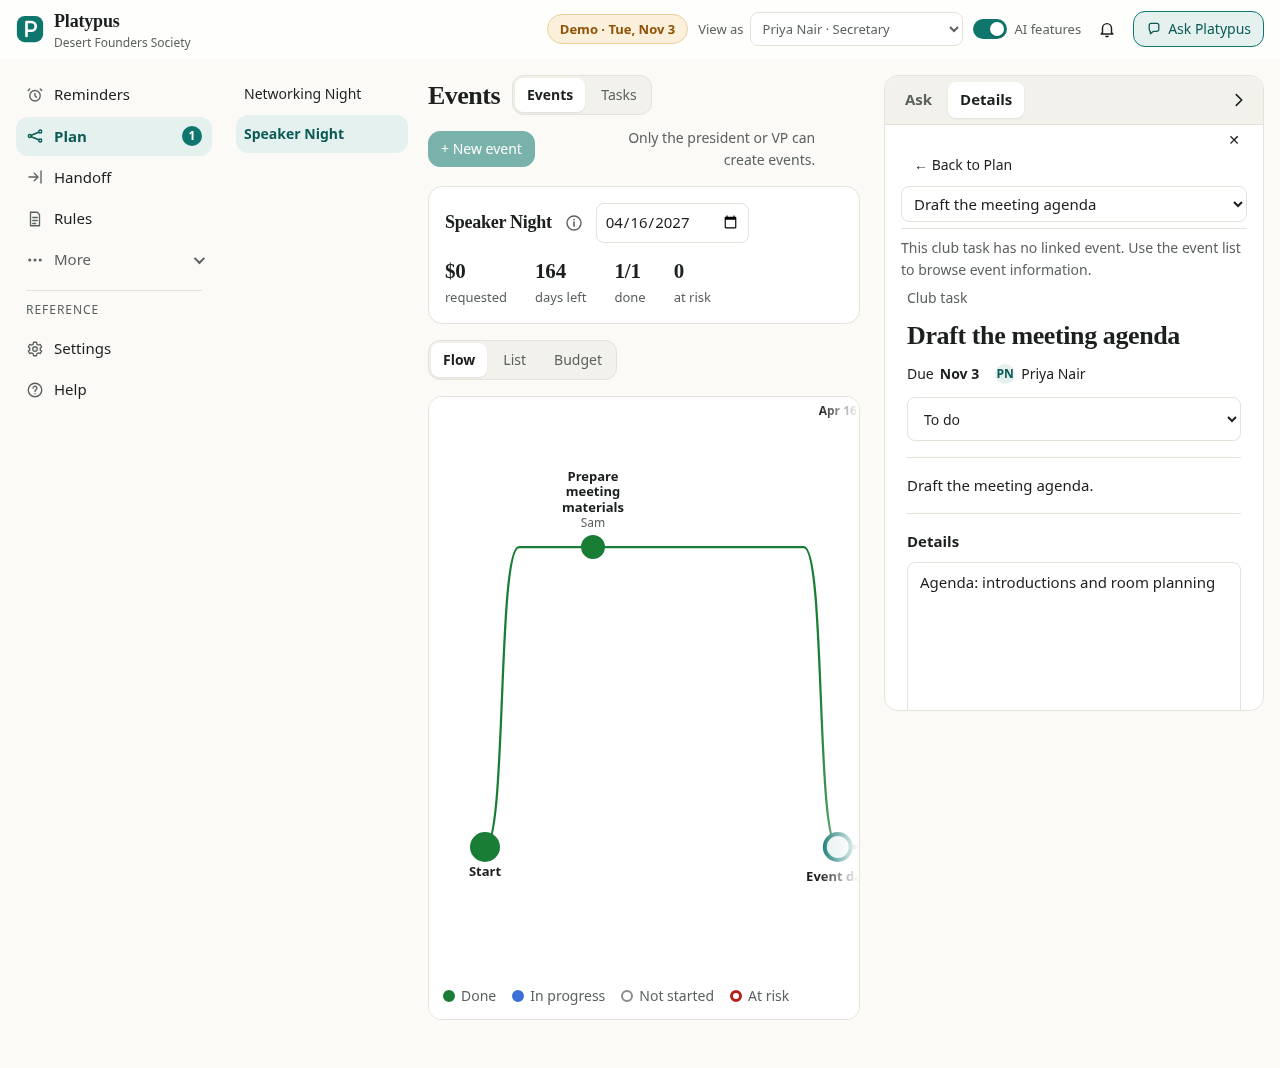 Platypus
Desert Founders Society
Demo · Tue, Nov 3
View as
Priya Nair · Secretary
AI features
Ask Platypus
Reminders
Plan
1
Handoff
Rules
More
REFERENCE
Settings
Help
Networking Night
Speaker Night
Events
Events
Tasks
+ New event
Only the president or VP can
create events.
Speaker Night
04/16/2027
$0
requested
164
days left
1/1
done
0
at risk
Flow
List
Budget
Apr 16
Prepare
meeting
materials
Sam
Start
Event
Done
In progress
Not started
At risk
Ask
Details
×
← Back to Plan
Draft the meeting agenda
This club task has no linked event. Use the event list
to browse event information.
Club task
Draft the meeting agenda
Due Nov 3
PN
Priya Nair
To do
Draft the meeting agenda.
Details
Agenda: introductions and room planning